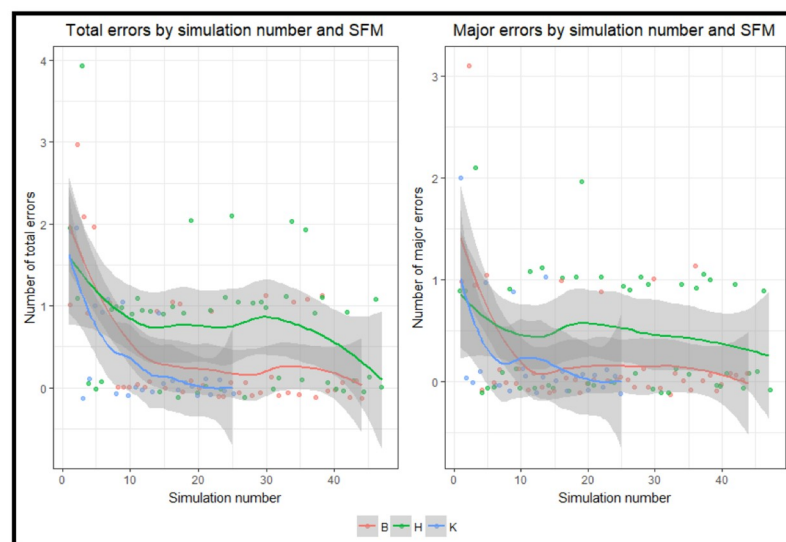 Total errors by simulation number and SFM
Number of total errors
4
3
2
1
0
0 10 20 30 40
Simulation number
Major errors by simulation number and SFM
Number of major errors
3
2
1
0
0 10 20 30 40
Simulation number
B H K